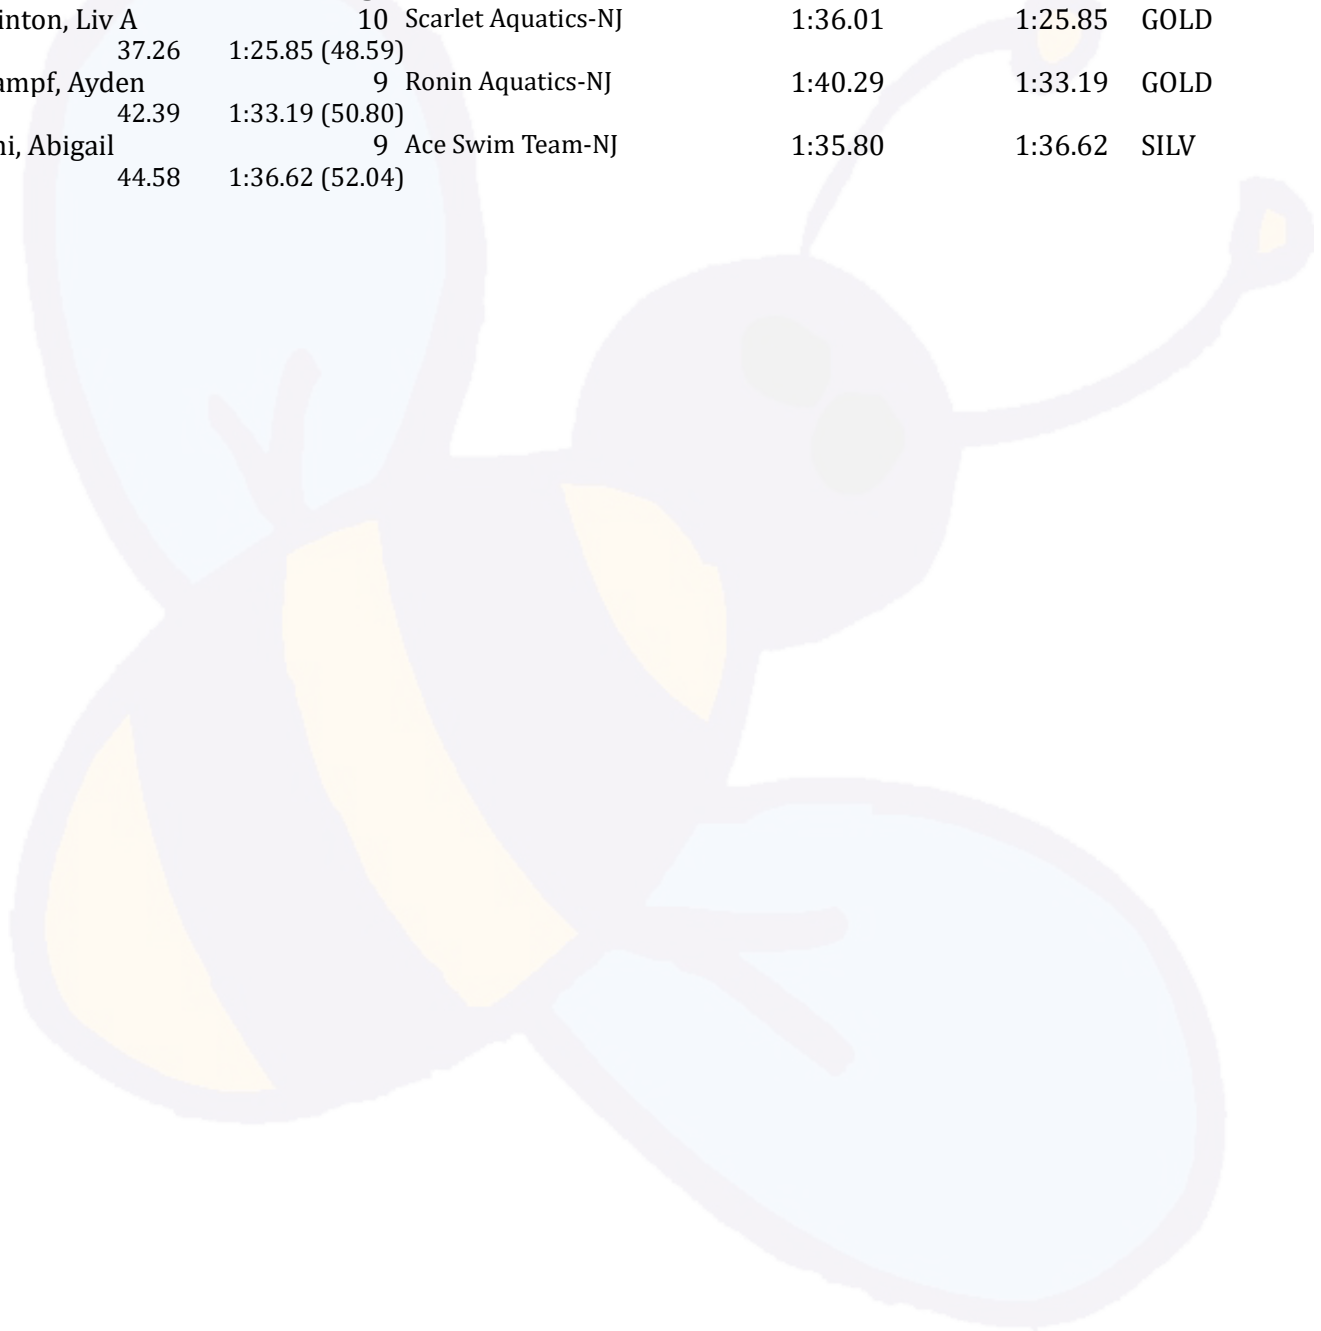 inton, Liv A 10 Scarlet Aquatics-NJ 1:36.01 1:25.85 GOLD
37.26 1:25.85 (48.59)
ampf, Ayden 9 Ronin Aquatics-NJ 1:40.29 1:33.19 GOLD
42.39 1:33.19 (50.80)
ni, Abigail 9 Ace Swim Team-NJ 1:35.80 1:36.62 SILV
44.58 1:36.62 (52.04)